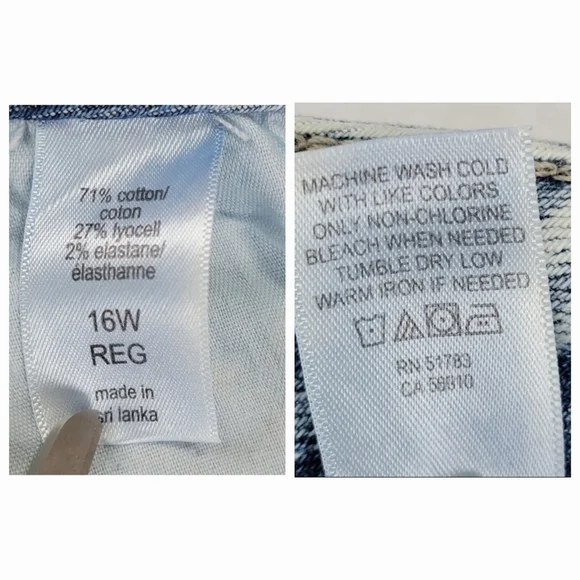 71% cotton/
coton
27% lyocell
2% elastane/
élasthanne
16W
REG
made in
sri lanka
MACHINE WASH COLD
WITH LIKE COLORS
ONLY NON-CHLORINE
BLEACH WHEN NEEDED
TUMBLE DRY LOW
WARM IRON IF NEEDED
RN 51783
CA 56910